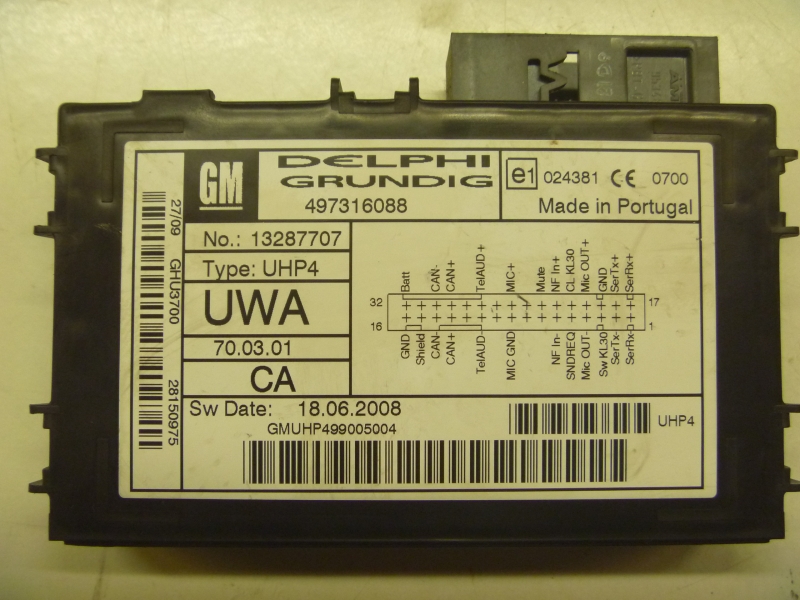 GM
DELPHI
GRUNDIG
497316088
e1 024381 CE 0700
Made in Portugal
No.: 13287707
Type: UHP4
UWA
70.03.01
CA
Batt CAN- CAN+ TelAUD+ MIC+ Mute NF In+ CL KL30 Mic OUT+ GND SerTx+ SerRx+
32 17
16 1
GND Shield CAN- CAN+ TelAUD- MIC GND NF In- SNDREQ Mic OUT- Sw KL30 SerTx- SerRx-
Sw Date: 18.06.2008
GMUHP499005004
UHP4
27/09 GHU3700 28150975